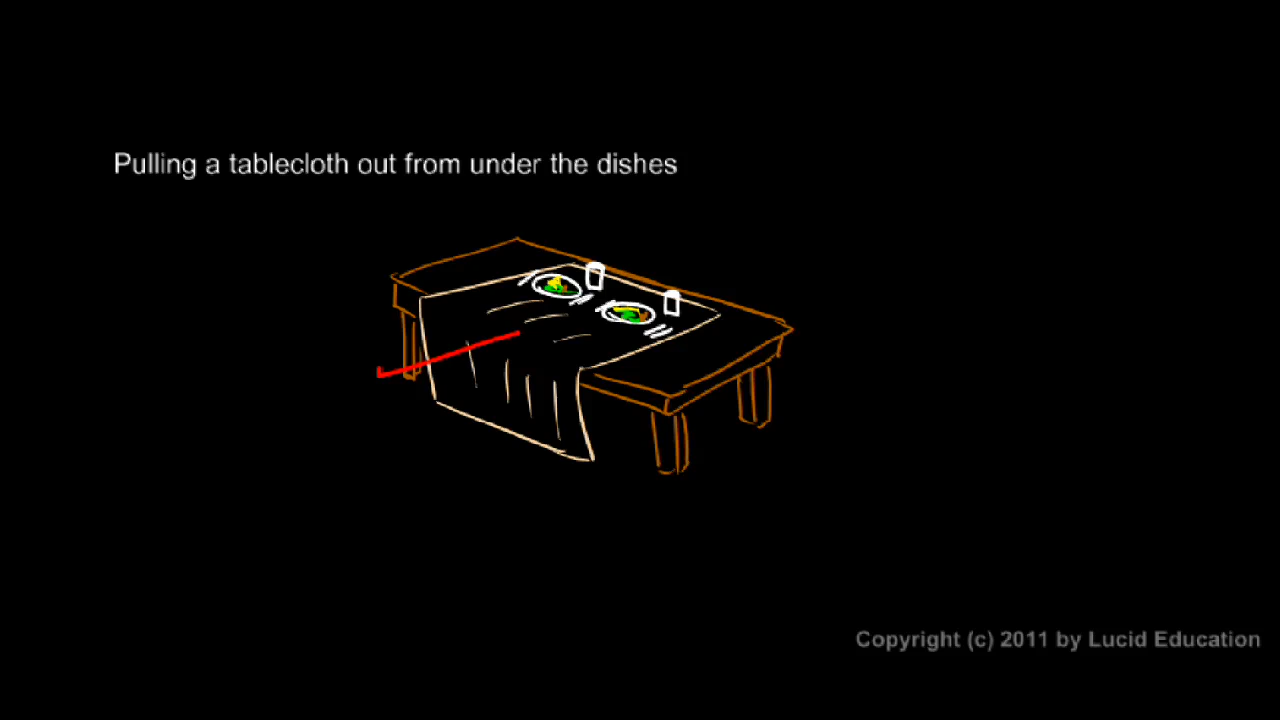 Pulling a tablecloth out from under the dishes
Copyright (c) 2011 by Lucid Education